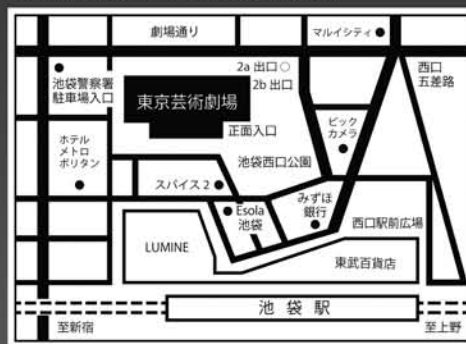 劇場通り
マルイシティ
2a 出口
2b 出口
西口
五差路
池袋警察署
駐車場入口
東京芸術劇場
正面入口
ビック
カメラ
ホテル
メトロ
ポリタン
池袋西口公園
スパイス 2
Esola
池袋
みずほ
銀行
西口駅前広場
LUMINE
東武百貨店
池袋駅
至新宿
至上野